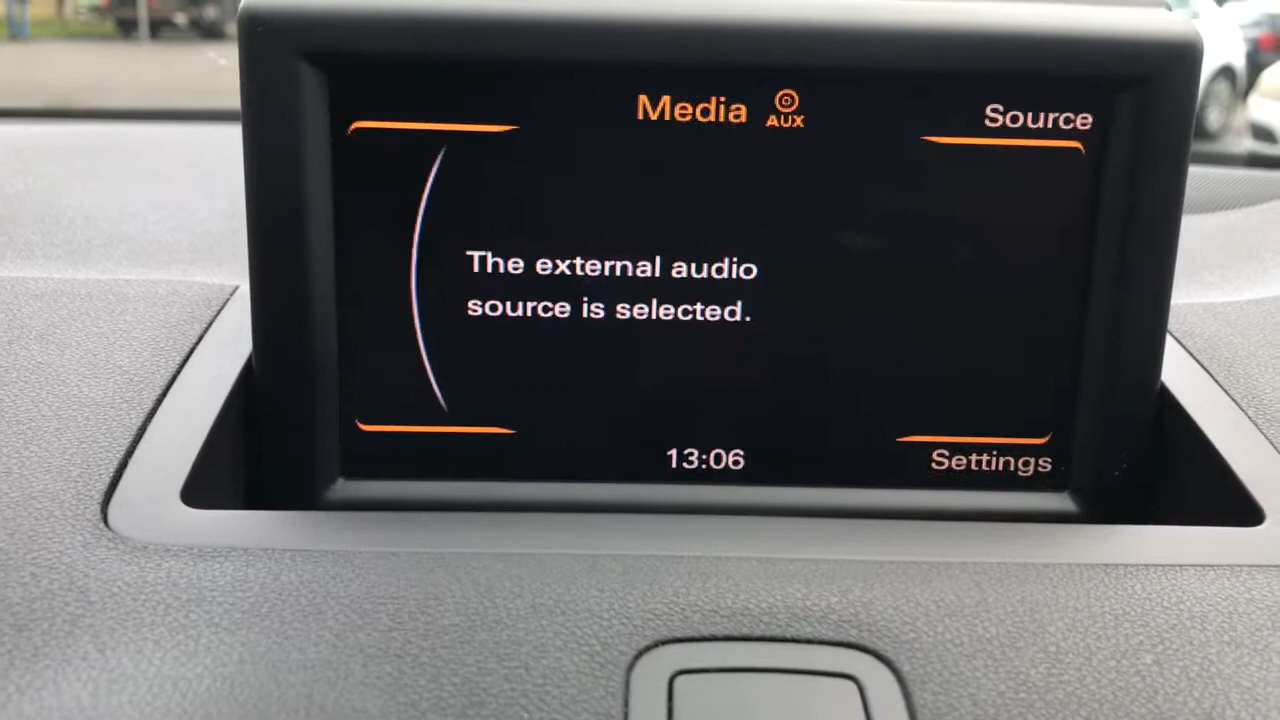 Media AUX
Source
The external audio
source is selected.
13:06
Settings